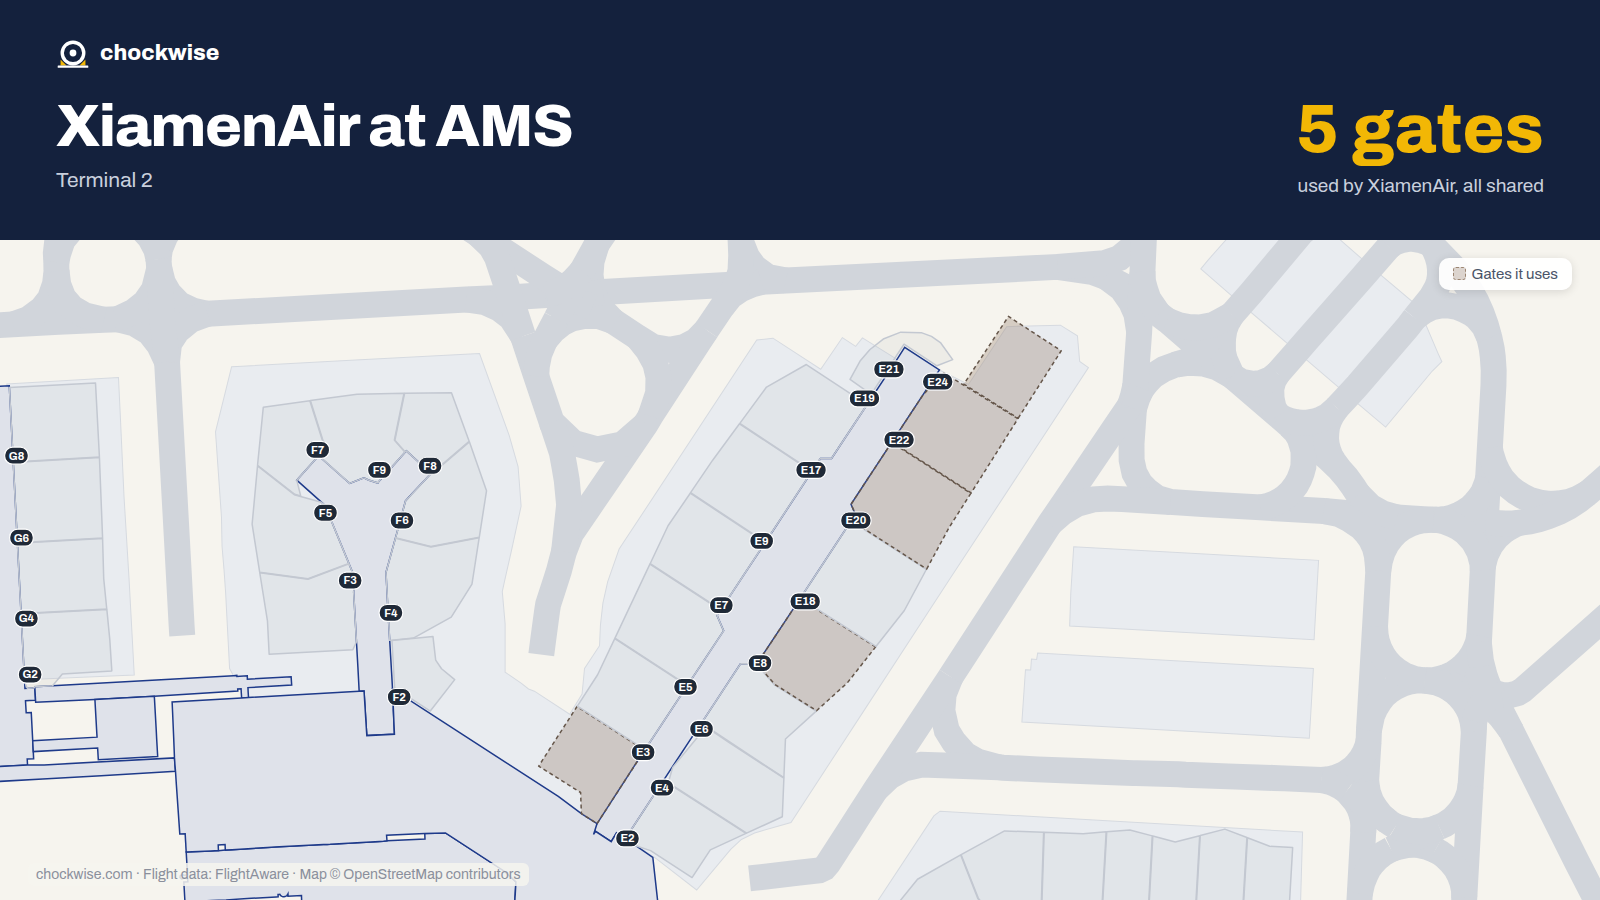 chockwise
XiamenAir at AMS
Terminal 2
5 gates
used by XiamenAir, all shared
Gates it uses
E21
E24
E19
E22
F7
G8
F9
F8
E17
F5
F6
E20
G6
E9
F3
E18
E7
F4
G4
E8
G2
E5
F2
E6
E3
E4
E2
chockwise.com · Flight data: FlightAware · Map © OpenStreetMap contributors